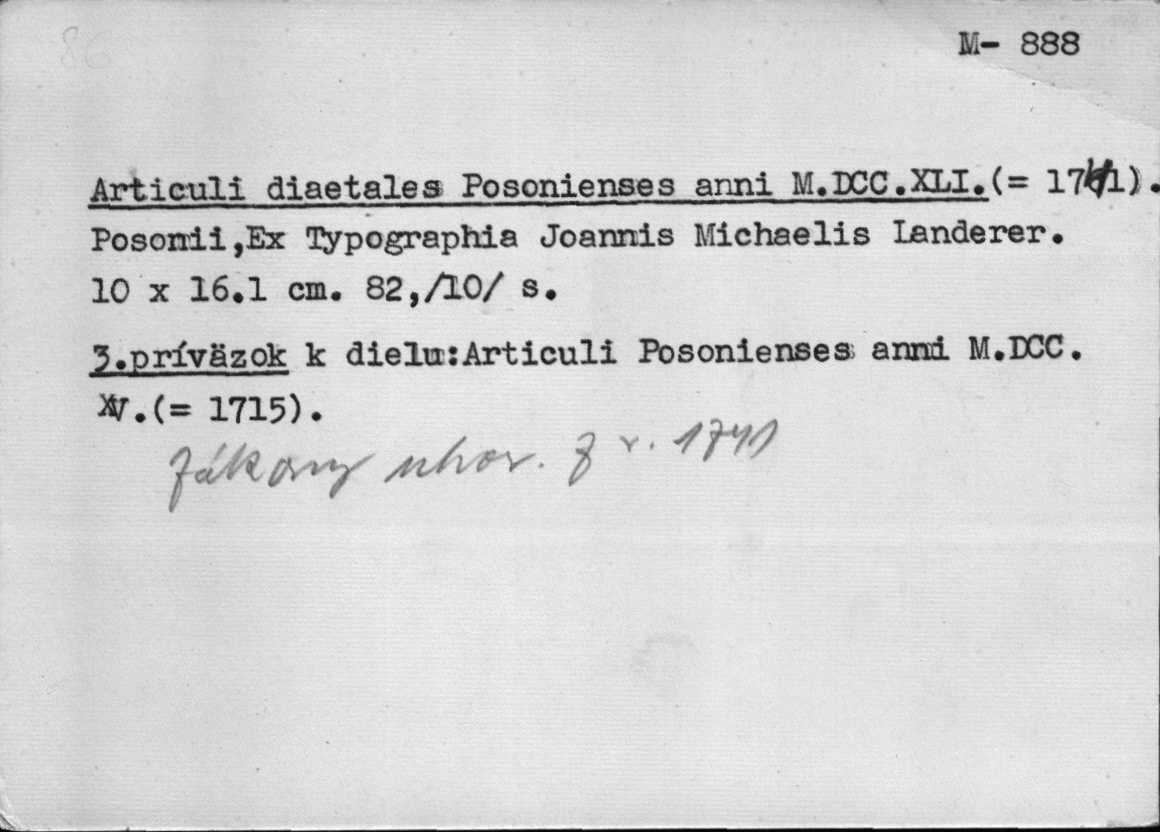 86
M- 888
Articuli diaetales Posonienses anni M.DCC.XLI.(= 1741).
Posonii,Ex Typographia Joannis Michaelis Landerer.
10 x 16.1 cm. 82,/10/ s.
3.príväzok k dielu:Articuli Posonienses anni M.DCC.
XV.(= 1715).
Zákony uhor. z r. 1741